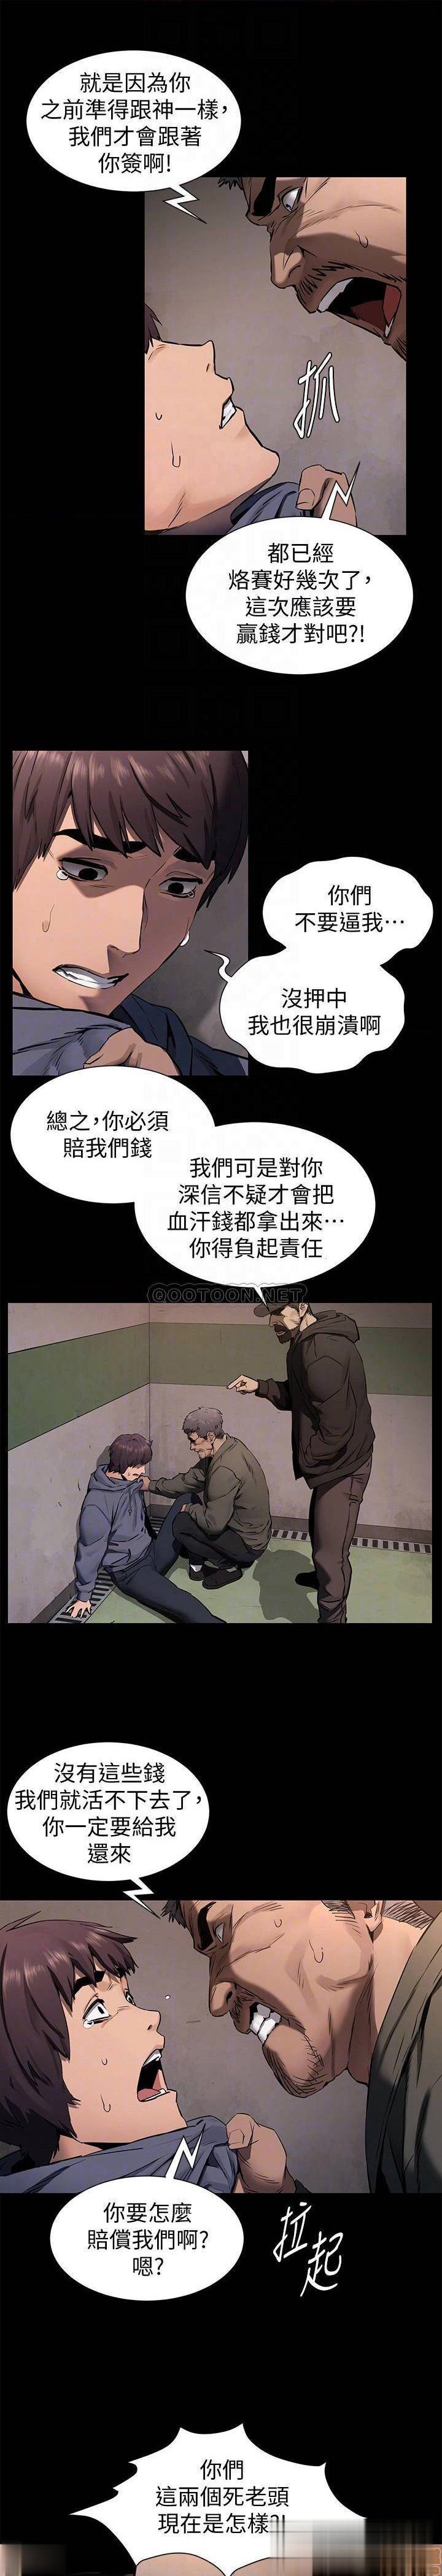 就是因為你
之前準得跟神一樣，
我們才會跟著
你簽啊!
抓
都已經
烙賽好幾次了，
這次應該要
贏錢才對吧?!
你們
不要逼我…
沒押中
我也很崩潰啊
總之，你必須
賠我們錢
我們可是對你
深信不疑才會把
血汗錢都拿出來…
你得負起責任
QOOTOON.NET
沒有這些錢
我們就活不下去了，
你一定要給我
還來
你要怎麼
賠償我們啊?
嗯?
拉起
你們
這兩個死老頭
現在是怎樣?!